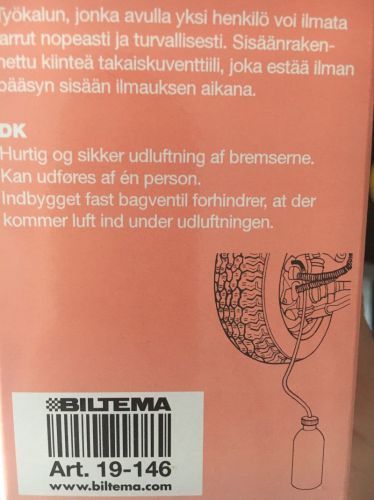 Työkalun, jonka avulla yksi henkilö voi ilmata
jarrut nopeasti ja turvallisesti. Sisäänraken-
nettu kiinteä takaiskuventtiili, joka estää ilman
pääsyn sisään ilmauksen aikana.
DK
Hurtig og sikker udluftning af bremserne.
Kan udføres af én person.
Indbygget fast bagventil forhindrer, at der
kommer luft ind under udluftningen.
BILTEMA
Art. 19-146
www.biltema.com